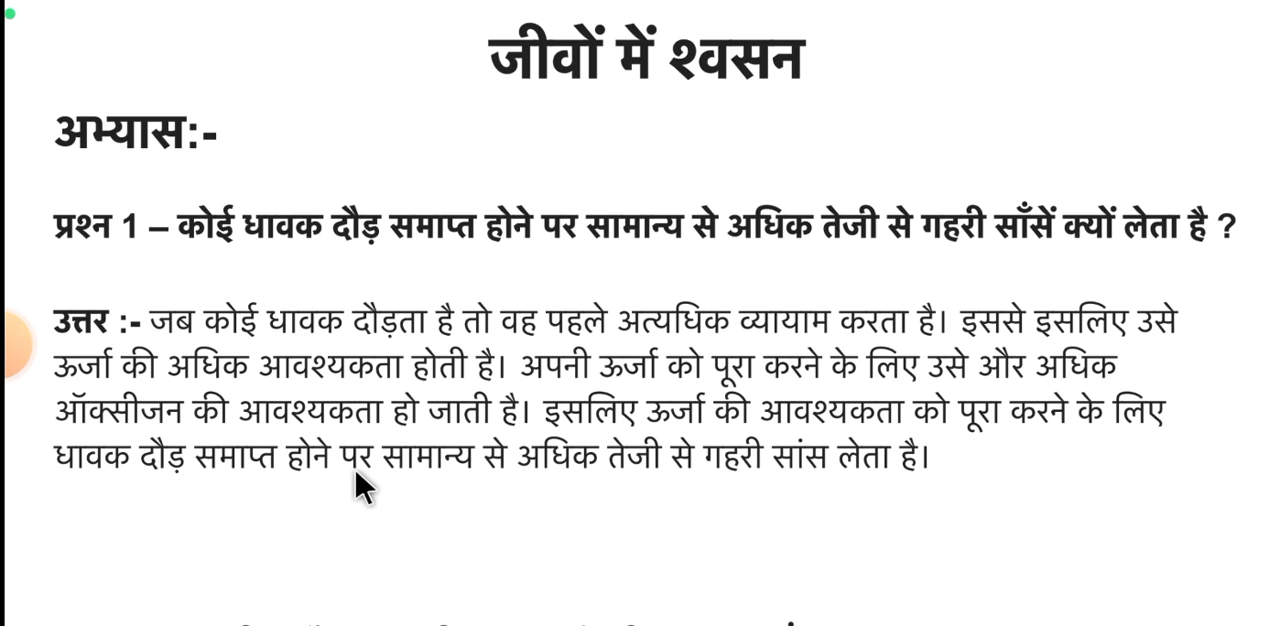 जीवों में श्वसन
अभ्यास:-
प्रश्न 1 – कोई धावक दौड़ समाप्त होने पर सामान्य से अधिक तेजी से गहरी साँसें क्यों लेता है ?
उत्तर :- जब कोई धावक दौड़ता है तो वह पहले अत्यधिक व्यायाम करता है। इससे इसलिए उसे
ऊर्जा की अधिक आवश्यकता होती है। अपनी ऊर्जा को पूरा करने के लिए उसे और अधिक
ऑक्सीजन की आवश्यकता हो जाती है। इसलिए ऊर्जा की आवश्यकता को पूरा करने के लिए
धावक दौड़ समाप्त होने पर सामान्य से अधिक तेजी से गहरी सांस लेता है।